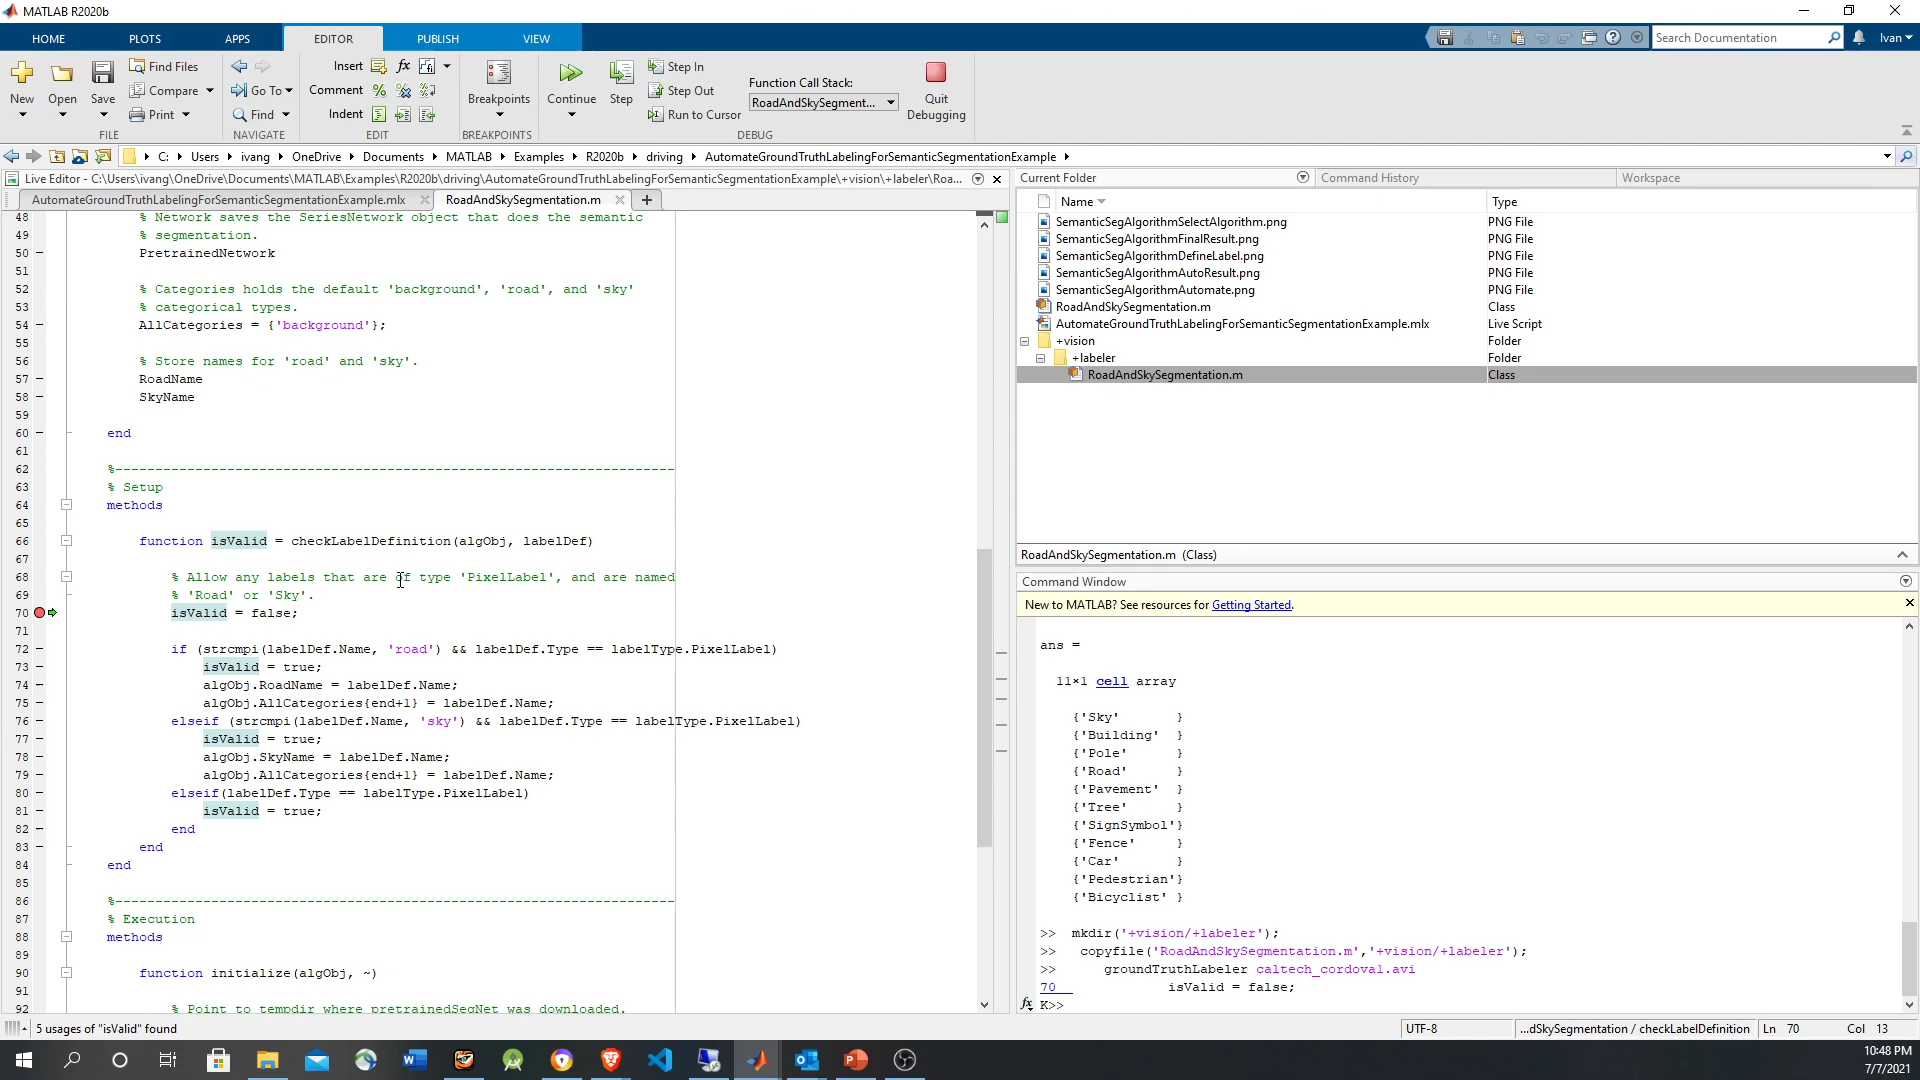 MATLAB R2020b
HOME PLOTS APPS EDITOR PUBLISH VIEW
Search Documentation
Ivan
New
Open
Save
Find Files
Compare
Print
FILE
Go To
Find
NAVIGATE
Insert fx
Comment
Indent
EDIT
Breakpoints
BREAKPOINTS
Continue
Step
Step In
Step Out
Run to Cursor
Function Call Stack:
RoadAndSkySegment...
Quit Debugging
DEBUG
C: Users ivang OneDrive Documents MATLAB Examples R2020b driving AutomateGroundTruthLabelingForSemanticSegmentationExample
Live Editor - C:\Users\ivang\OneDrive\Documents\MATLAB\Examples\R2020b\driving\AutomateGroundTruthLabelingForSemanticSegmentationExample\+vision\+labeler\Roa...
AutomateGroundTruthLabelingForSemanticSegmentationExample.mlx RoadAndSkySegmentation.m
48 % Network saves the SeriesNetwork object that does the semantic
49 % segmentation.
50 PretrainedNetwork
51
52 % Categories holds the default 'background', 'road', and 'sky'
53 % categorical types.
54 AllCategories = {'background'};
55
56 % Store names for 'road' and 'sky'.
57 RoadName
58 SkyName
59
60 end
61
62 %----------------------------------------------------------------------
63 % Setup
64 methods
65
66 function isValid = checkLabelDefinition(algObj, labelDef)
67
68 % Allow any labels that are of type 'PixelLabel', and are named
69 % 'Road' or 'Sky'.
70 isValid = false;
71
72 if (strcmpi(labelDef.Name, 'road') && labelDef.Type == labelType.PixelLabel)
73 isValid = true;
74 algObj.RoadName = labelDef.Name;
75 algObj.AllCategories{end+1} = labelDef.Name;
76 elseif (strcmpi(labelDef.Name, 'sky') && labelDef.Type == labelType.PixelLabel)
77 isValid = true;
78 algObj.SkyName = labelDef.Name;
79 algObj.AllCategories{end+1} = labelDef.Name;
80 elseif(labelDef.Type == labelType.PixelLabel)
81 isValid = true;
82 end
83 end
84 end
85
86 %----------------------------------------------------------------------
87 % Execution
88 methods
89
90 function initialize(algObj, ~)
91
92 % Point to tempdir where pretrainedSegNet was downloaded.
5 usages of "isValid" found
Current Folder
Command History
Workspace
Name Type
SemanticSegAlgorithmSelectAlgorithm.png PNG File
SemanticSegAlgorithmFinalResult.png PNG File
SemanticSegAlgorithmDefineLabel.png PNG File
SemanticSegAlgorithmAutoResult.png PNG File
SemanticSegAlgorithmAutomate.png PNG File
RoadAndSkySegmentation.m Class
AutomateGroundTruthLabelingForSemanticSegmentationExample.mlx Live Script
+vision Folder
+labeler Folder
RoadAndSkySegmentation.m Class
RoadAndSkySegmentation.m (Class)
Command Window
New to MATLAB? See resources for Getting Started.
ans =
11×1 cell array
{'Sky' }
{'Building' }
{'Pole' }
{'Road' }
{'Pavement' }
{'Tree' }
{'SignSymbol'}
{'Fence' }
{'Car' }
{'Pedestrian'}
{'Bicyclist' }
>> mkdir('+vision/+labeler');
>> copyfile('RoadAndSkySegmentation.m','+vision/+labeler');
>> groundTruthLabeler caltech_cordova1.avi
70 isValid = false;
fx K>>
UTF-8 ...dSkySegmentation / checkLabelDefinition Ln 70 Col 13
10:48 PM
7/7/2021